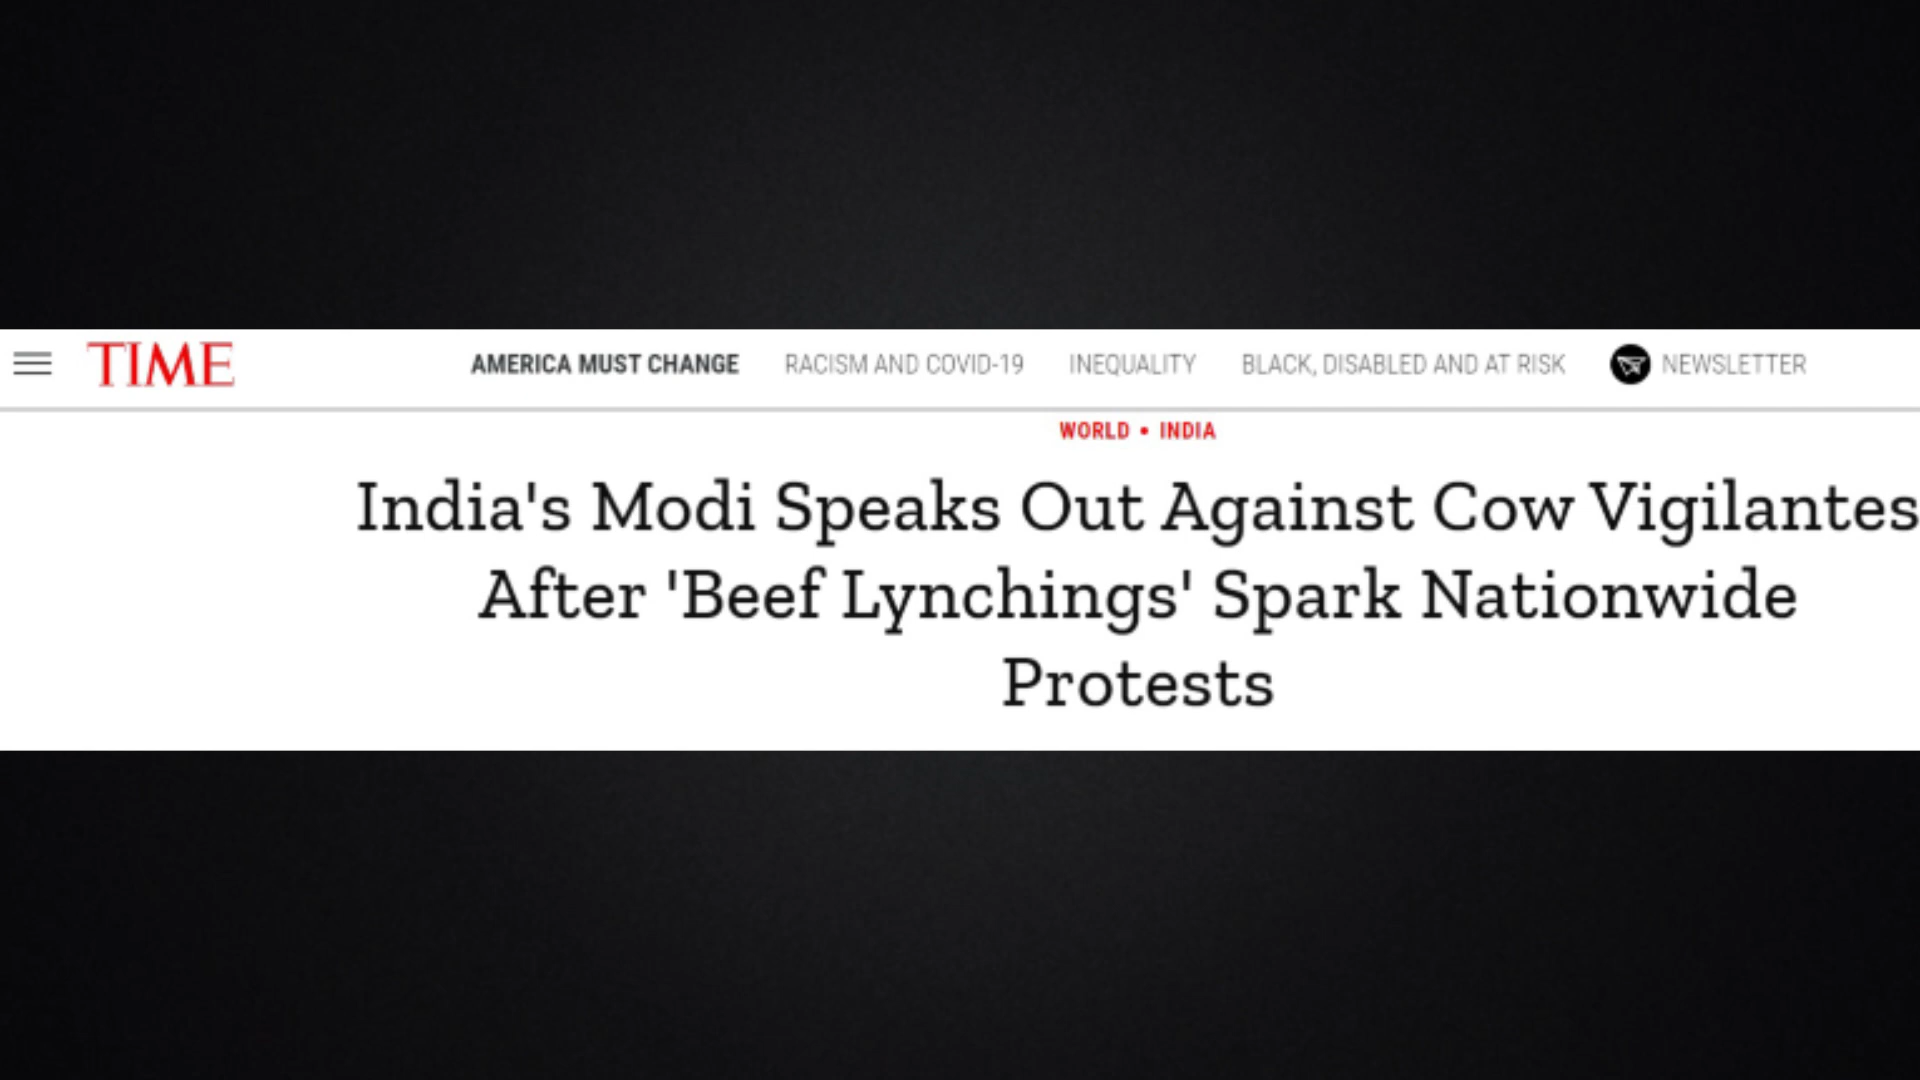 TIME AMERICA MUST CHANGE RACISM AND COVID-19 INEQUALITY BLACK, DISABLED AND AT RISK NEWSLETTER
WORLD • INDIA
India's Modi Speaks Out Against Cow Vigilantes
After 'Beef Lynchings' Spark Nationwide
Protests